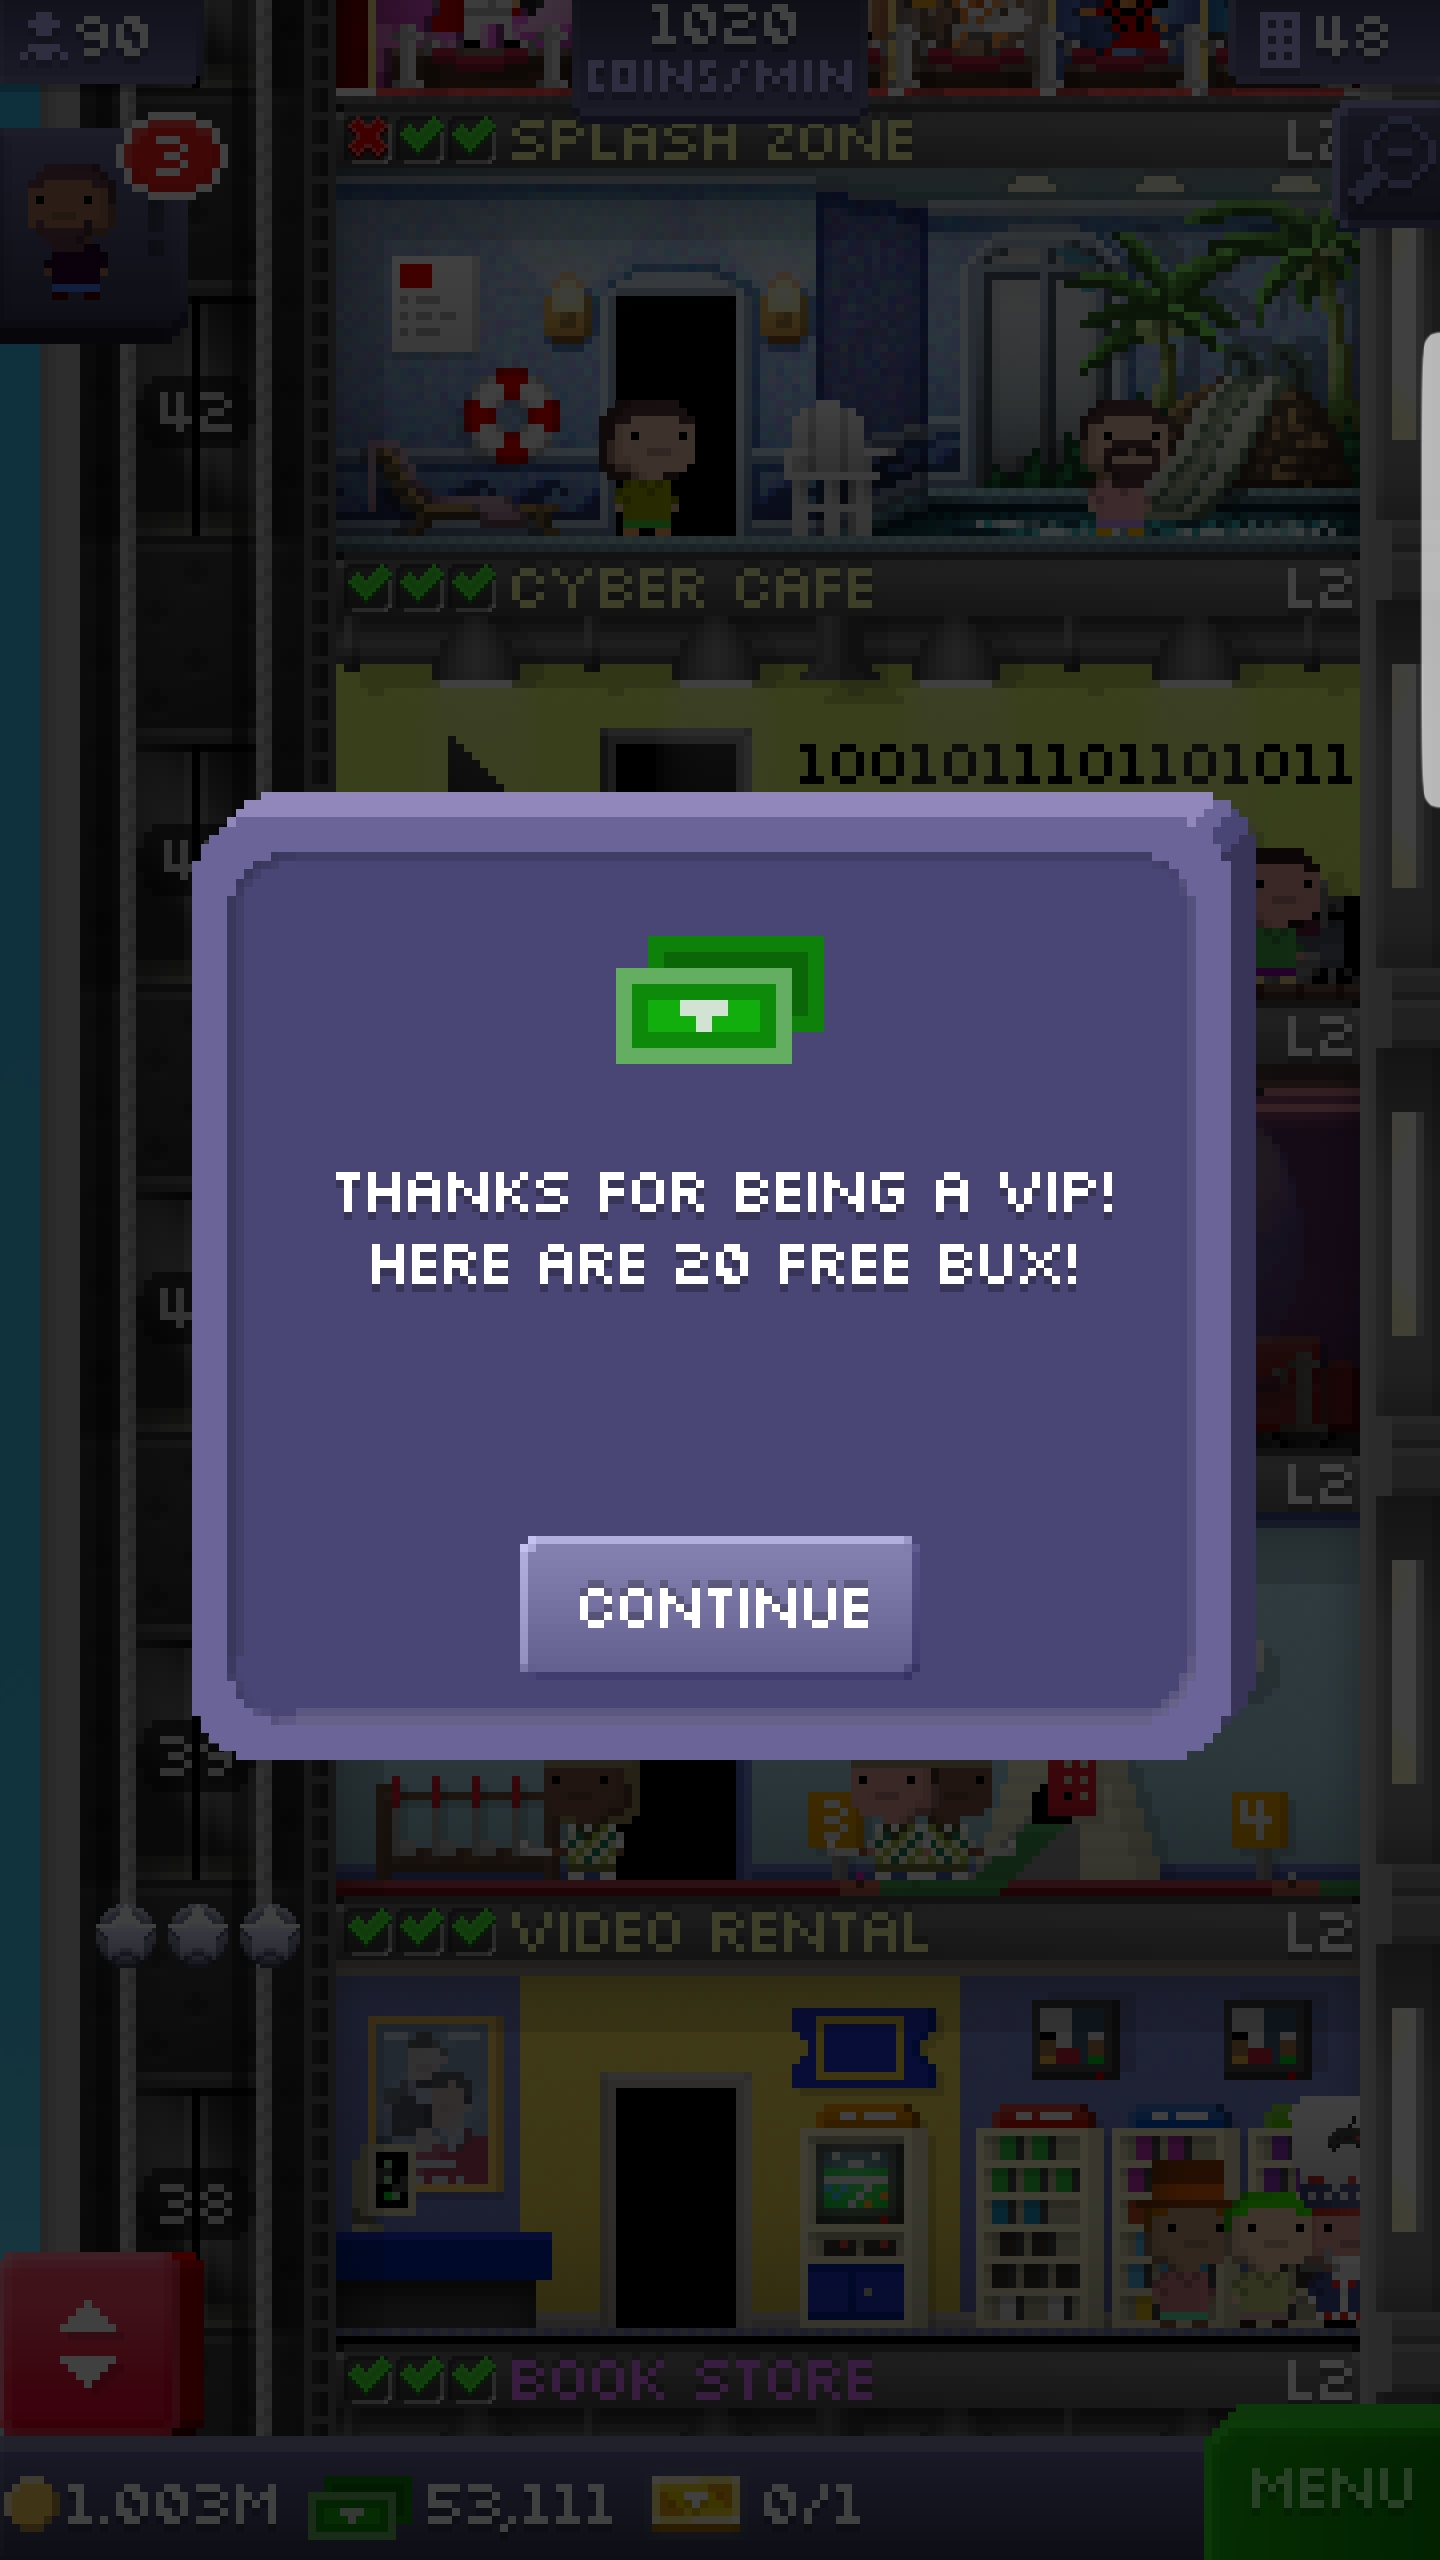 90
1020
COINS/MIN
48
3
SPLASH ZONE
42
CYBER CAFE
L2
1001011101101011
L2
THANKS FOR BEING A VIP!
HERE ARE 20 FREE BUX!
L2
CONTINUE
39
3
4
VIDEO RENTAL
L2
38
BOOK STORE
L2
1.003M
53,111
0/1
MENU